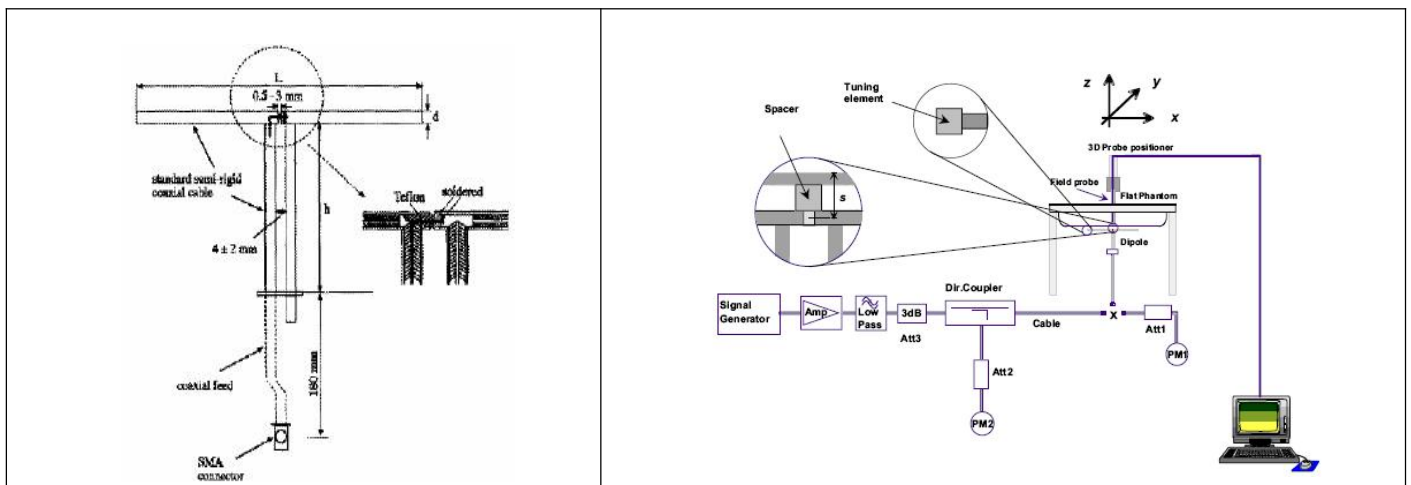 L
0.5 - 3 mm
d
standard semi-rigid
coaxial cable
h
Teflon
soldered
4 ± 2 mm
coaxial feed
180 mm
SMA
connector
Tuning
element
Spacer
s
z
y
x
3D Probe positioner
Field probe
Flat Phantom
Dipole
Dir.Coupler
Signal
Generator
Amp
Low
Pass
3dB
Att3
Cable
x
Att1
PM1
Att2
PM2